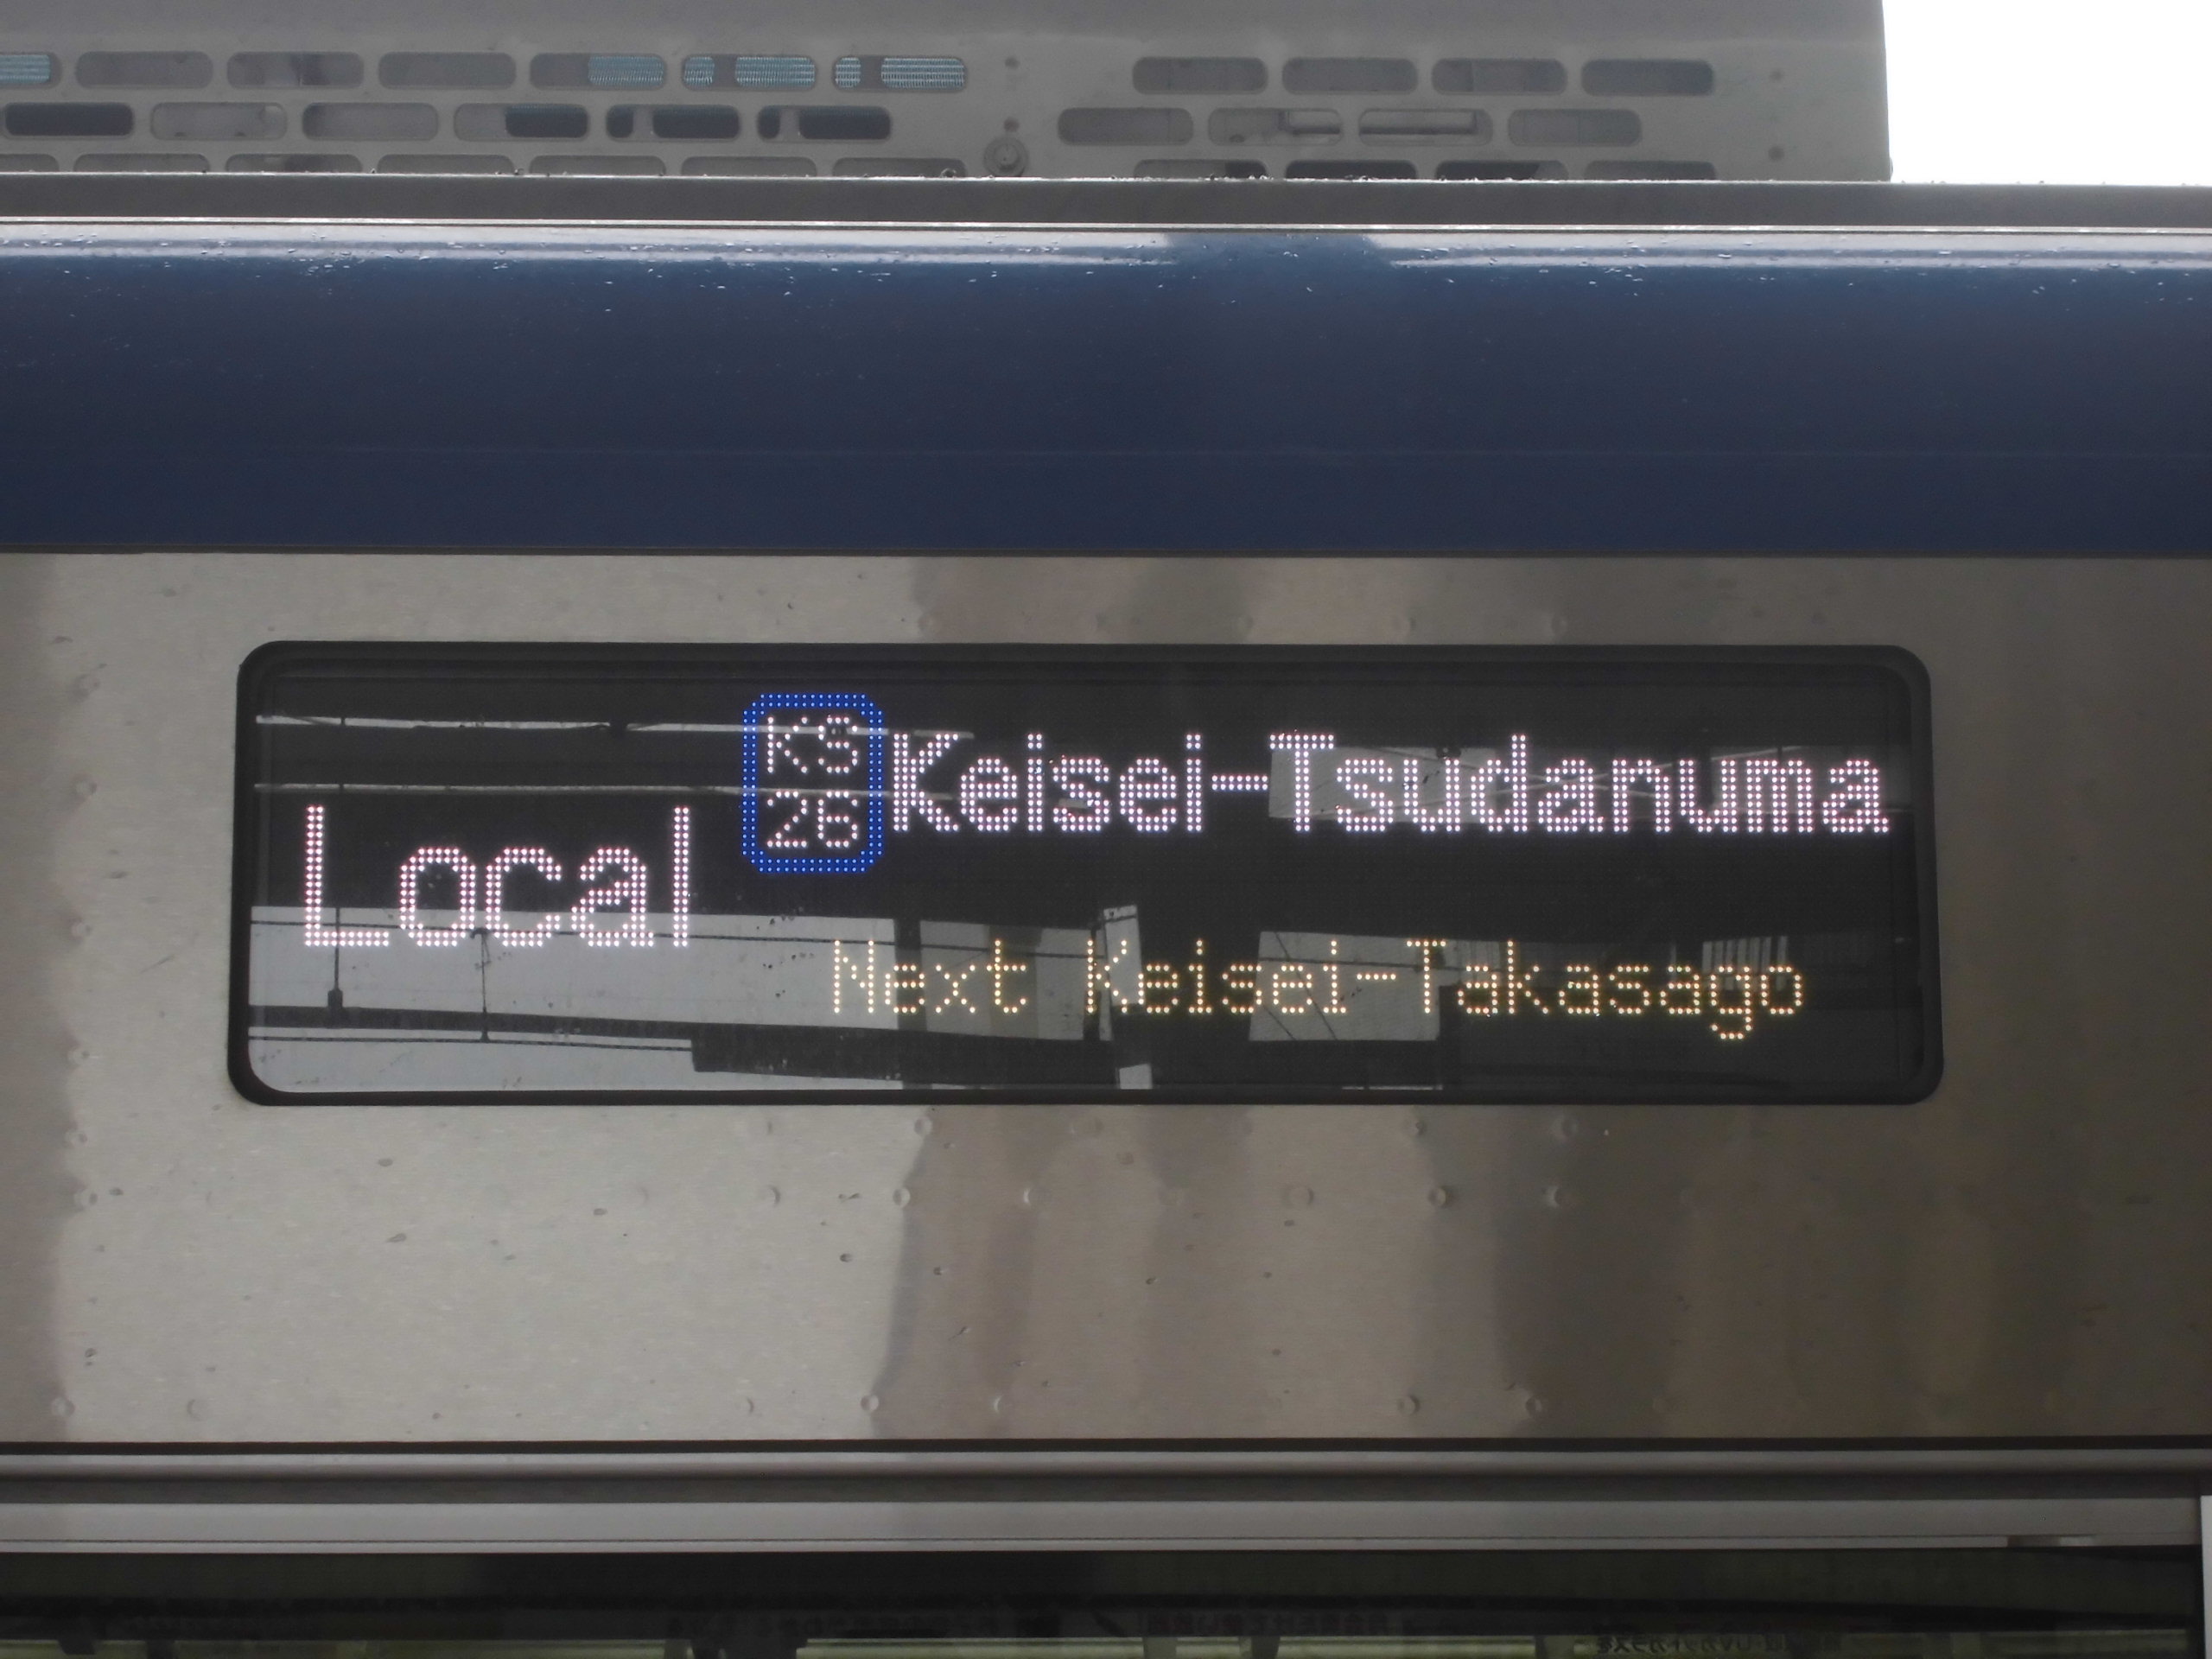 Local
KS
26
Keisei-Tsudanuma
Next Keisei-Takasago